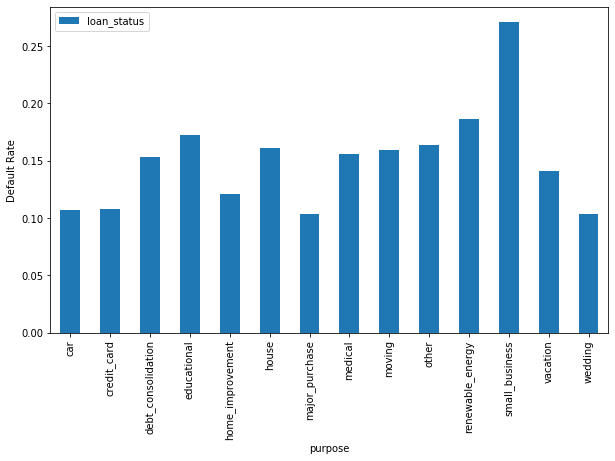 loan_status
Default Rate
0.25
0.20
0.15
0.10
0.05
0.00
car
credit_card
debt_consolidation
educational
home_improvement
house
major_purchase
medical
moving
other
renewable_energy
small_business
vacation
wedding
purpose